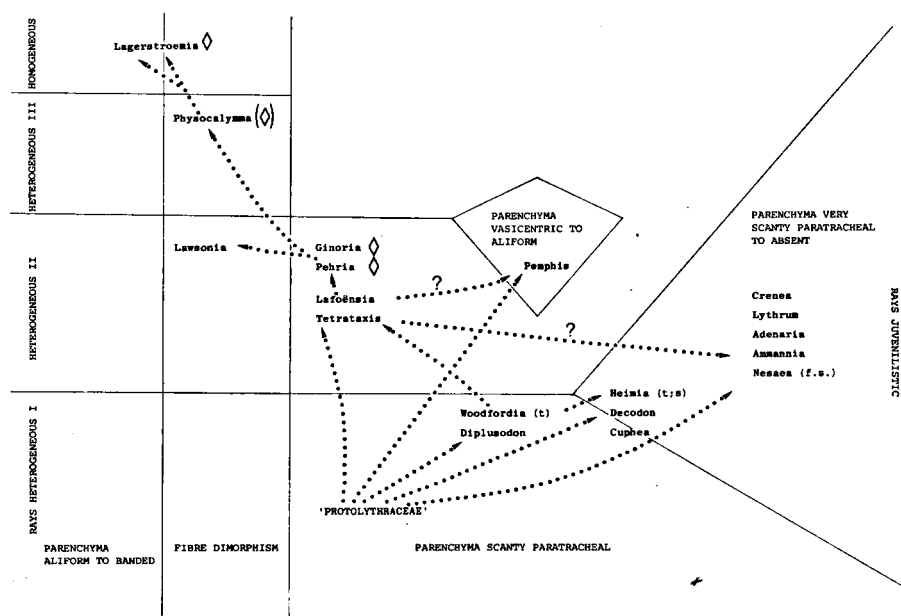 HOMOGENEOUS
HETEROGENEOUS III
HETEROGENEOUS II
RAYS HETEROGENEOUS I
Lagerstroemia
Physocalymma ( )
Lawsonia
Ginoria
Pehria
Lafoënsia
Tetrataxis
?
?
PARENCHYMA
VASICENTRIC TO
ALIFORM
Pemphis
PARENCHYMA VERY
SCANTY PARATRACHEAL
TO ABSENT
Crenea
Lythrum
Adenaria
Ammannia
Nesaea (f.s.)
RAYS JUVENILISTIC
Woodfordia (t)
Diplusodon
Heimia (t;s)
Decodon
Cuphea
'PROTOLYTHRACEAE'
PARENCHYMA
ALIFORM TO BANDED
FIBRE DIMORPHISM
PARENCHYMA SCANTY PARATRACHEAL